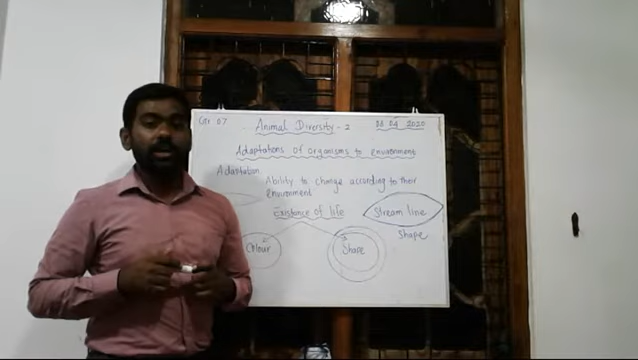 Gr 07 Animal Diversity - 2 08 04 2020
Adaptations of organisms to environment
Adaptation
Ability to change according to their
environment
Existence of life
Stream line
Shape
Colour
Shape